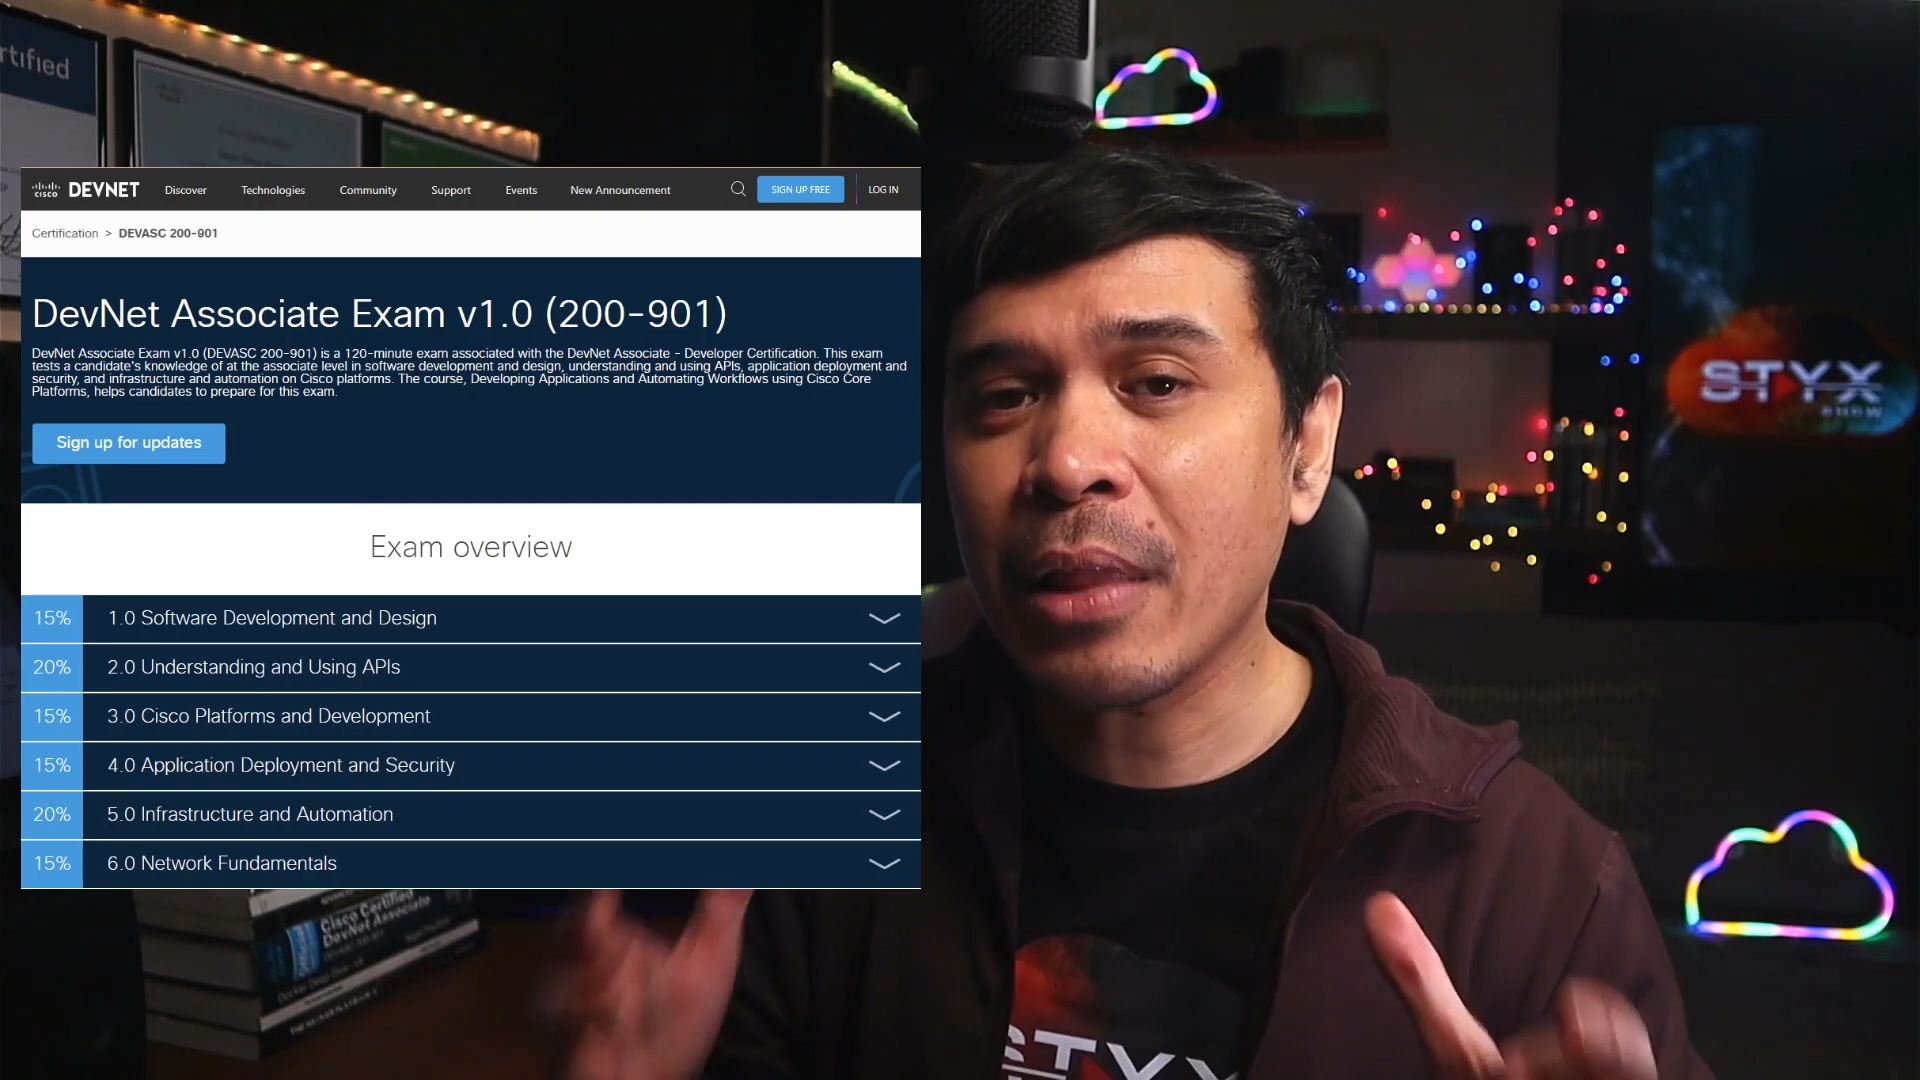 rtified
CISCO DEVNET Discover Technologies Community Support Events New Announcement SIGN UP FREE LOG IN
Certification > DEVASC 200-901
DevNet Associate Exam v1.0 (200-901)
DevNet Associate Exam v1.0 (DEVASC 200-901) is a 120-minute exam associated with the DevNet Associate - Developer Certification. This exam
tests a candidate's knowledge of at the associate level in software development and design, understanding and using APIs, application deployment and
security, and infrastructure and automation on Cisco platforms. The course, Developing Applications and Automating Workflows using Cisco Core
Platforms, helps candidates to prepare for this exam.
Sign up for updates
Exam overview
15% 1.0 Software Development and Design
20% 2.0 Understanding and Using APIs
15% 3.0 Cisco Platforms and Development
15% 4.0 Application Deployment and Security
20% 5.0 Infrastructure and Automation
15% 6.0 Network Fundamentals
STYX
SHOW
Cisco Certified
DevNet Associate
Docker Deep Dive
STYX